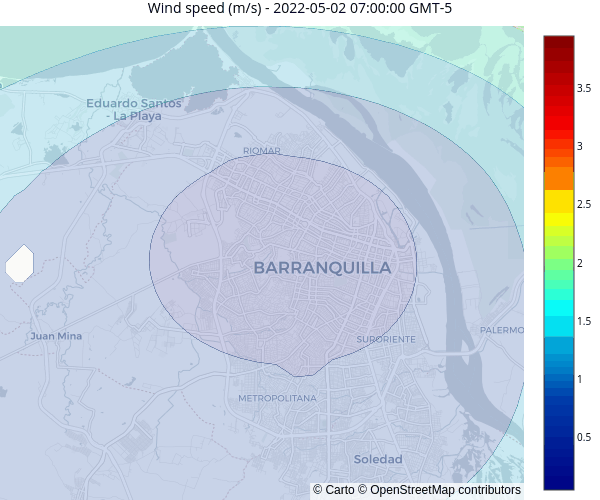 Wind speed (m/s) - 2022-05-02 07:00:00 GMT-5
Eduardo Santos
- La Playa
RIOMAR
BARRANQUILLA
Juan Mina
SURORIENTE
PALERMO
METROPOLITANA
Soledad
© Carto © OpenStreetMap contributors
3.5
3
2.5
2
1.5
1
0.5